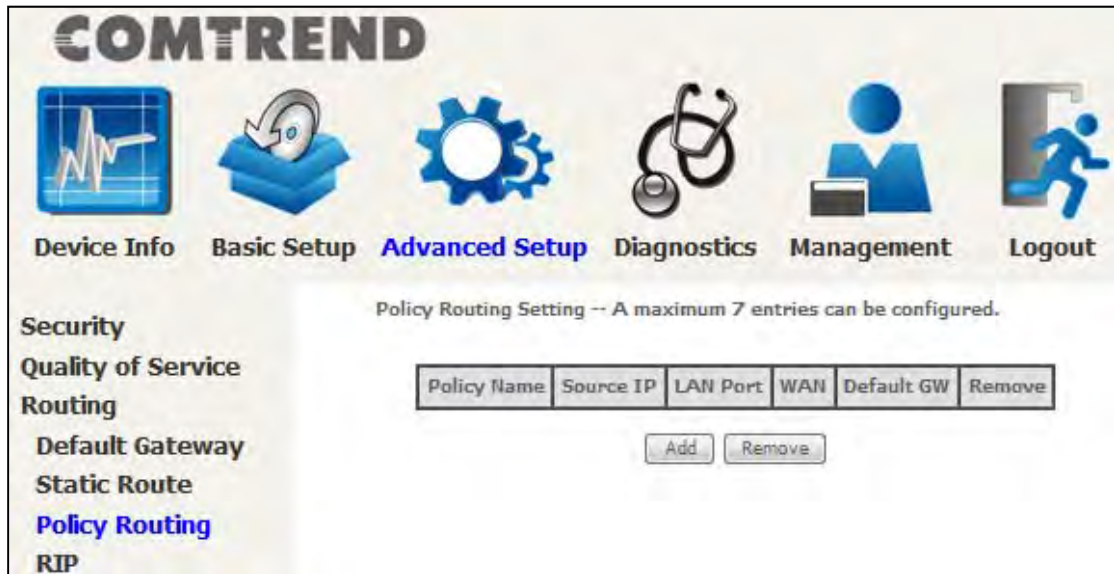 COMTREND
Device Info Basic Setup Advanced Setup Diagnostics Management Logout
Security
Quality of Service
Routing
Default Gateway
Static Route
Policy Routing
RIP
Policy Routing Setting -- A maximum 7 entries can be configured.
Policy Name Source IP LAN Port WAN Default GW Remove
Add Remove